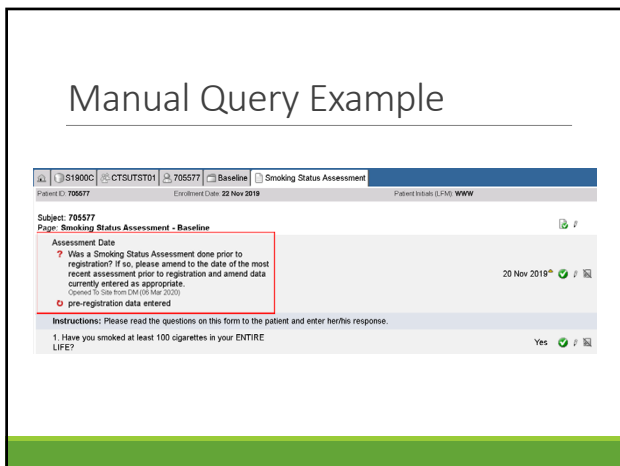 Manual Query Example
S1900C CTSUTST01 705577 Baseline Smoking Status Assessment
Patient ID: 705577 Enrollment Date: 22 Nov 2019 Patient Initials (LFM): WWW
Subject: 705577
Page: Smoking Status Assessment - Baseline
Assessment Date
? Was a Smoking Status Assessment done prior to
registration? If so, please amend to the date of the most
recent assessment prior to registration and amend data
currently entered as appropriate.
Opened To Site from DM (06 Mar 2020)
20 Nov 2019
pre-registration data entered
Instructions: Please read the questions on this form to the patient and enter her/his response.
1. Have you smoked at least 100 cigarettes in your ENTIRE
LIFE?
Yes